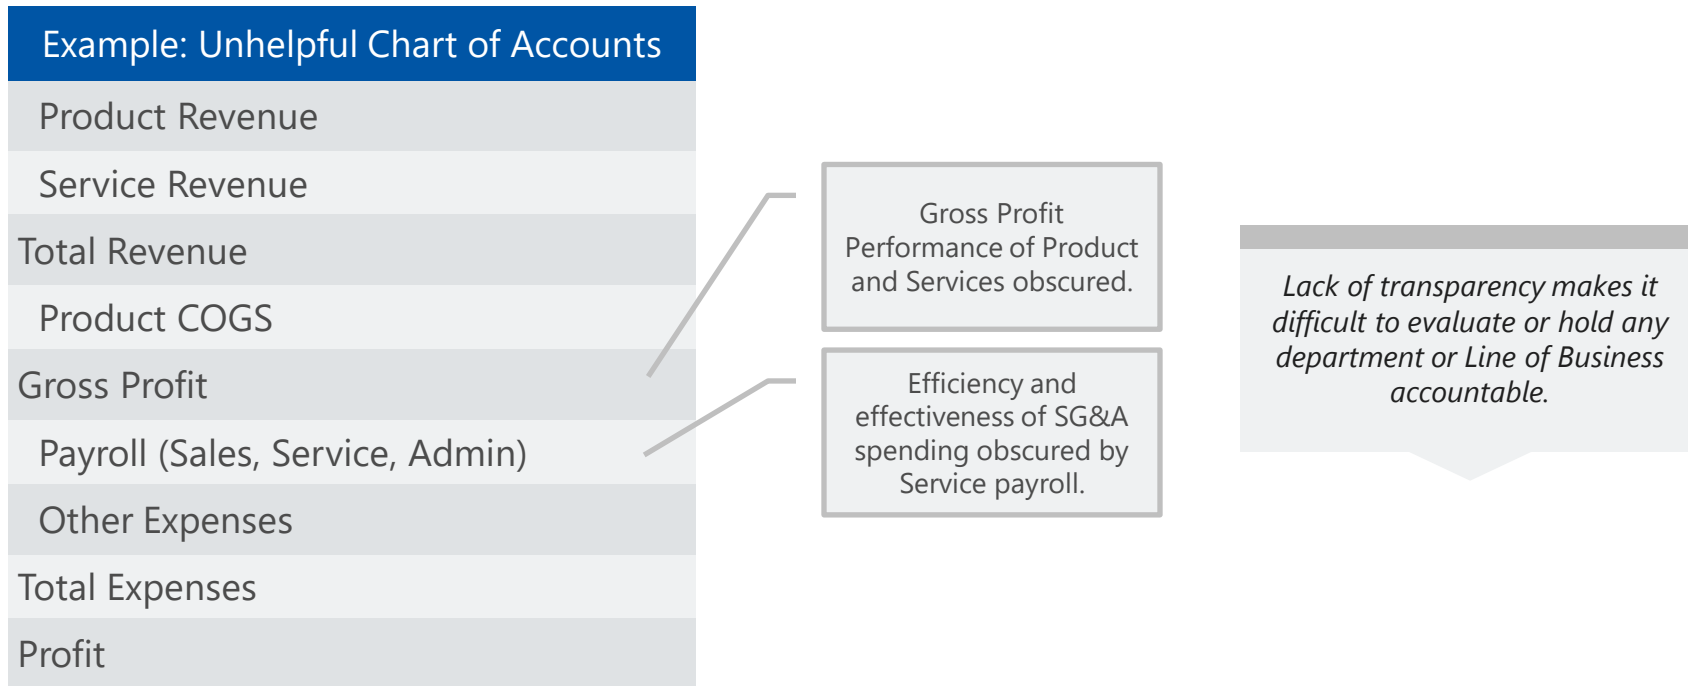 Example: Unhelpful Chart of Accounts
Product Revenue
Service Revenue
Total Revenue
Product COGS
Gross Profit
Payroll (Sales, Service, Admin)
Other Expenses
Total Expenses
Profit
Gross Profit
Performance of Product
and Services obscured.
Efficiency and
effectiveness of SG&A
spending obscured by
Service payroll.
Lack of transparency makes it
difficult to evaluate or hold any
department or Line of Business
accountable.